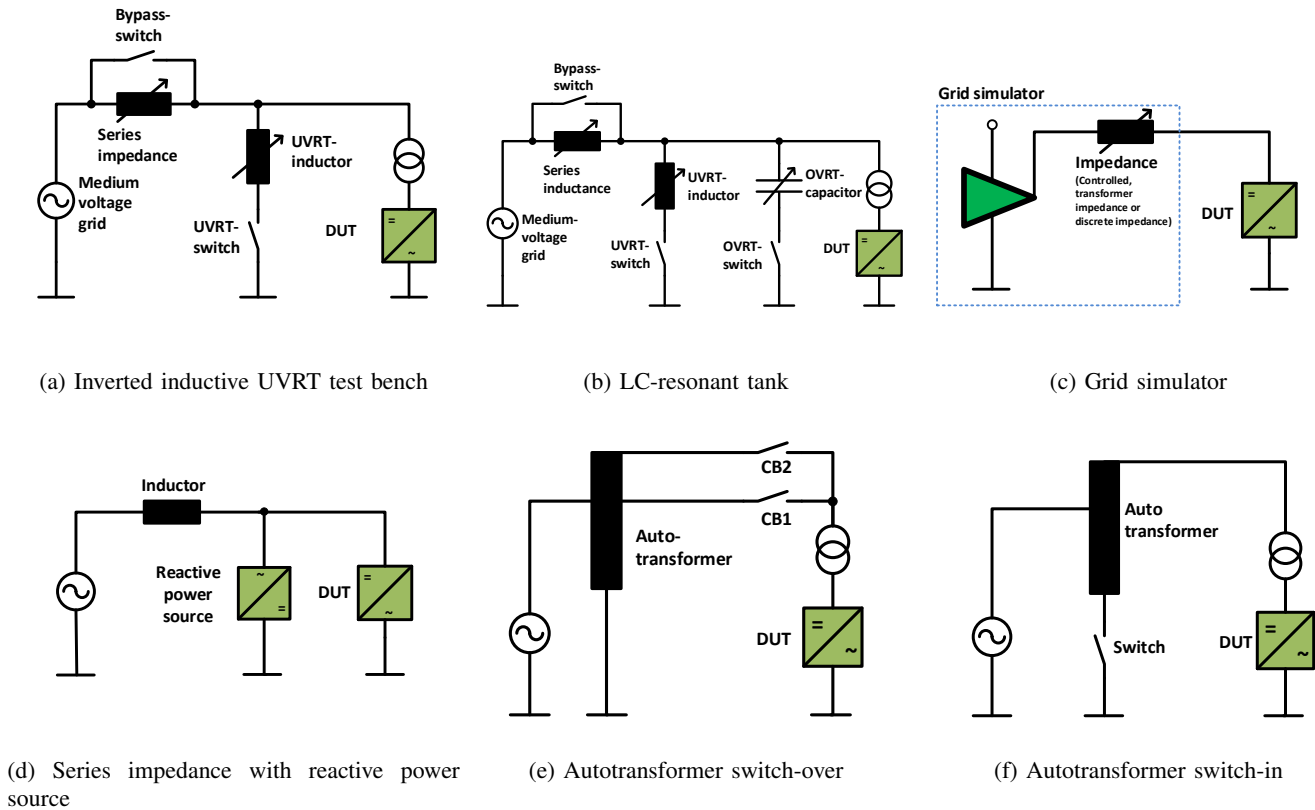 Bypass-
switch
Series
impedance
UVRT-
inductor
Medium
voltage
grid
UVRT-
switch
DUT
=
~
(a) Inverted inductive UVRT test bench
Bypass-
switch
Series
inductance
UVRT-
inductor
OVRT-
capacitor
Medium-
voltage
grid
UVRT-
switch
OVRT-
switch
DUT
=
~
(b) LC-resonant tank
Grid simulator
Impedance
(Controlled,
transformer
impedance or
discrete impedance)
DUT
=
~
(c) Grid simulator
Inductor
Reactive
power
source
~
=
DUT
=
~
(d) Series impedance with reactive power
source
CB2
CB1
Auto-
transformer
DUT
=
~
(e) Autotransformer switch-over
Auto
transformer
Switch
DUT
=
~
(f) Autotransformer switch-in